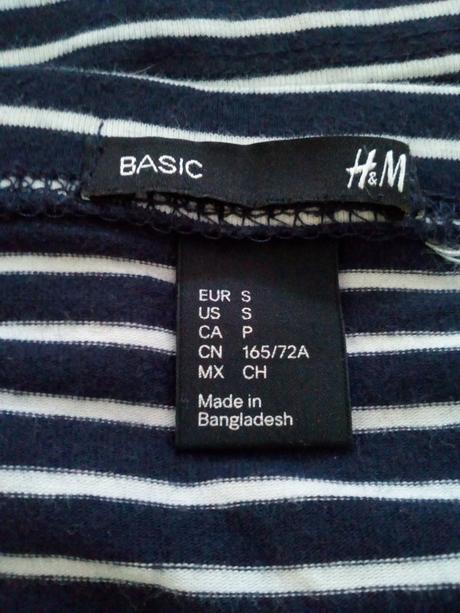 BASIC H&M
EUR S
US S
CA P
CN 165/72A
MX CH
Made in
Bangladesh